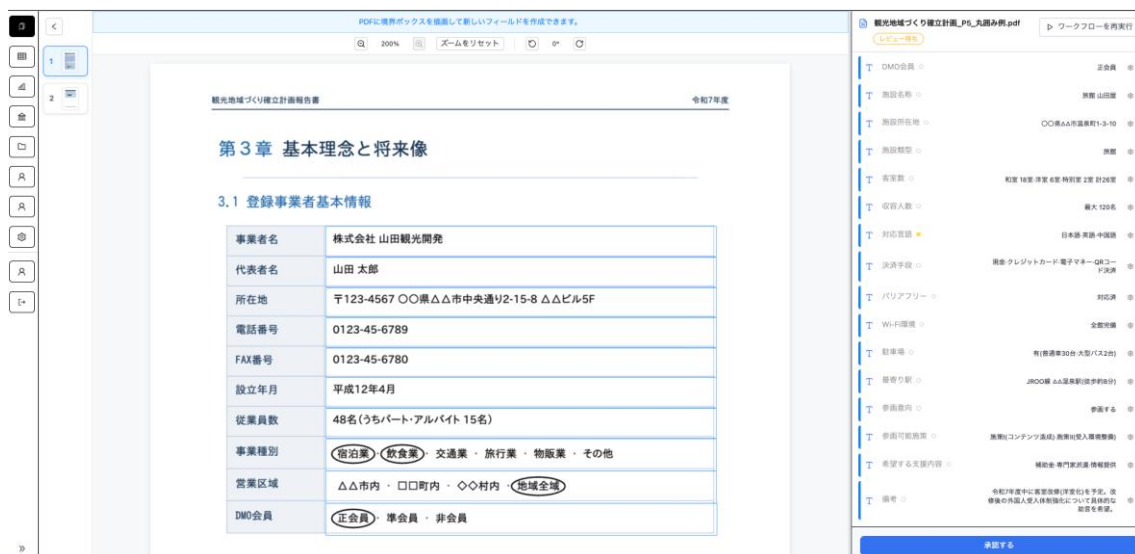 PDFに境界ボックスを描画して新しいフィールドを作成できます。
200%
ズームをリセット
0°
1
2
観光地域づくり確立計画報告書
令和7年度
第3章 基本理念と将来像
3.1 登録事業者基本情報
事業者名 株式会社 山田観光開発
代表者名 山田 太郎
所在地 〒123-4567 〇〇県△△市中央通り2-15-8 △△ビル5F
電話番号 0123-45-6789
FAX番号 0123-45-6780
設立年月 平成12年4月
従業員数 48名(うちパート・アルバイト 15名)
事業種別 宿泊業・飲食業・交通業・旅行業・物販業・その他
営業区域 △△市内・□□町内・◇◇村内・地域全域
DMO会員 正会員・準会員・非会員
観光地域づくり確立計画_P5_丸囲み例.pdf
レビュー待ち
ワークフローを再実行
DMO会員 正会員
施設名称 旅館 山田屋
施設所在地 〇〇県△△市温泉町1-3-10
施設類型 旅館
客室数 和室 18室·洋室 6室·特別室 2室 計26室
収容人数 最大 120名
対応言語 日本語·英語·中国語
決済手段 現金·クレジットカード·電子マネー·QRコー
ド決済
バリアフリー 対応済
Wi-Fi環境 全館完備
駐車場 有(普通車30台·大型バス2台)
最寄り駅 JR〇〇線 △△温泉駅(徒歩約8分)
参画意向 参画する
参画可能施策 施策I(コンテンツ造成)·施策II(受入環境整備)
希望する支援内容 補助金·専門家派遣·情報提供
備考 令和7年度中に客室改修(洋室化)を予定。改
修後の外国人受入体制強化について具体的な
助言を希望。
承認する